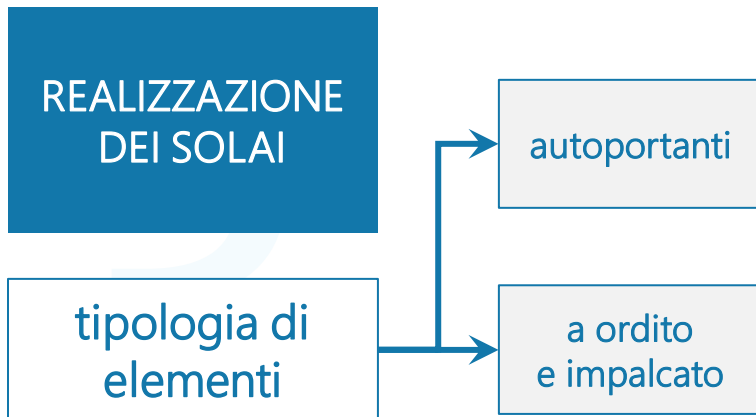 REALIZZAZIONE
DEI SOLAI
autoportanti
tipologia di
elementi
a ordito
e impalcato